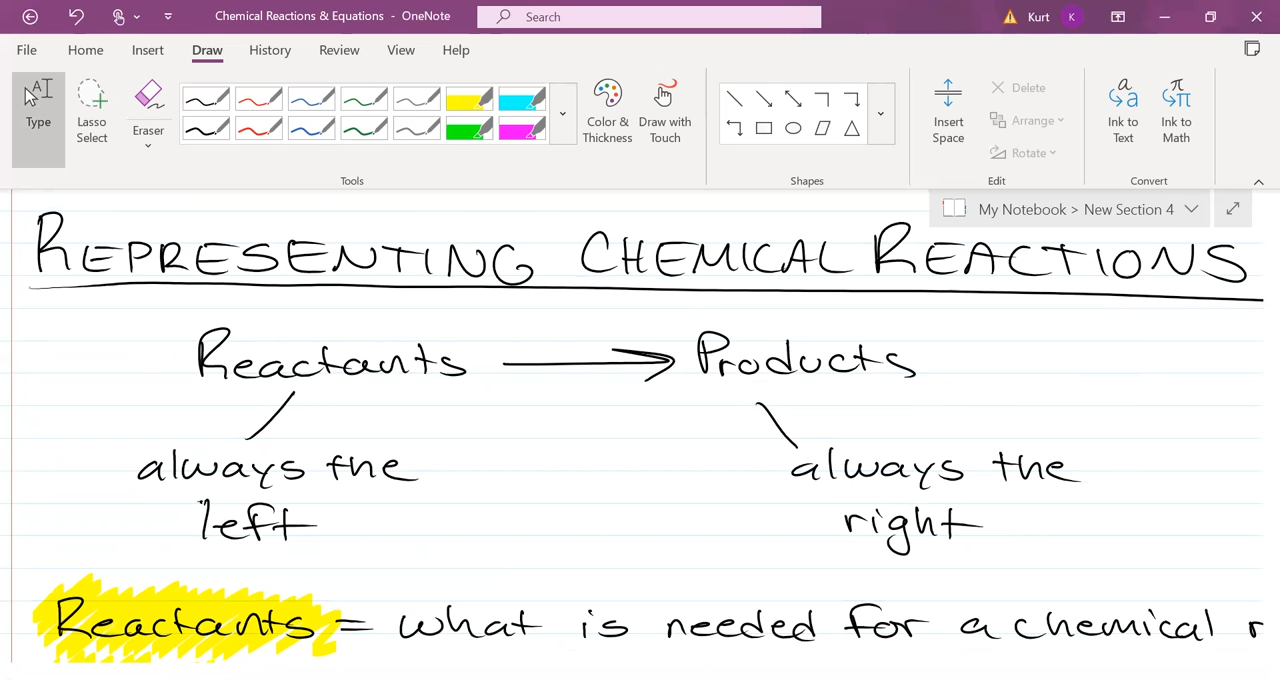 Chemical Reactions & Equations - OneNote
Search
Kurt
K
File Home Insert Draw History Review View Help
Type
Lasso Select
Eraser
Color & Thickness
Draw with Touch
Insert Space
Delete
Arrange
Rotate
Ink to Text
Ink to Math
Tools Shapes Edit Convert
My Notebook > New Section 4
REPRESENTING CHEMICAL REACTIONS
Reactants → Products
always the always the
left right
Reactants = what is needed for a chemical r